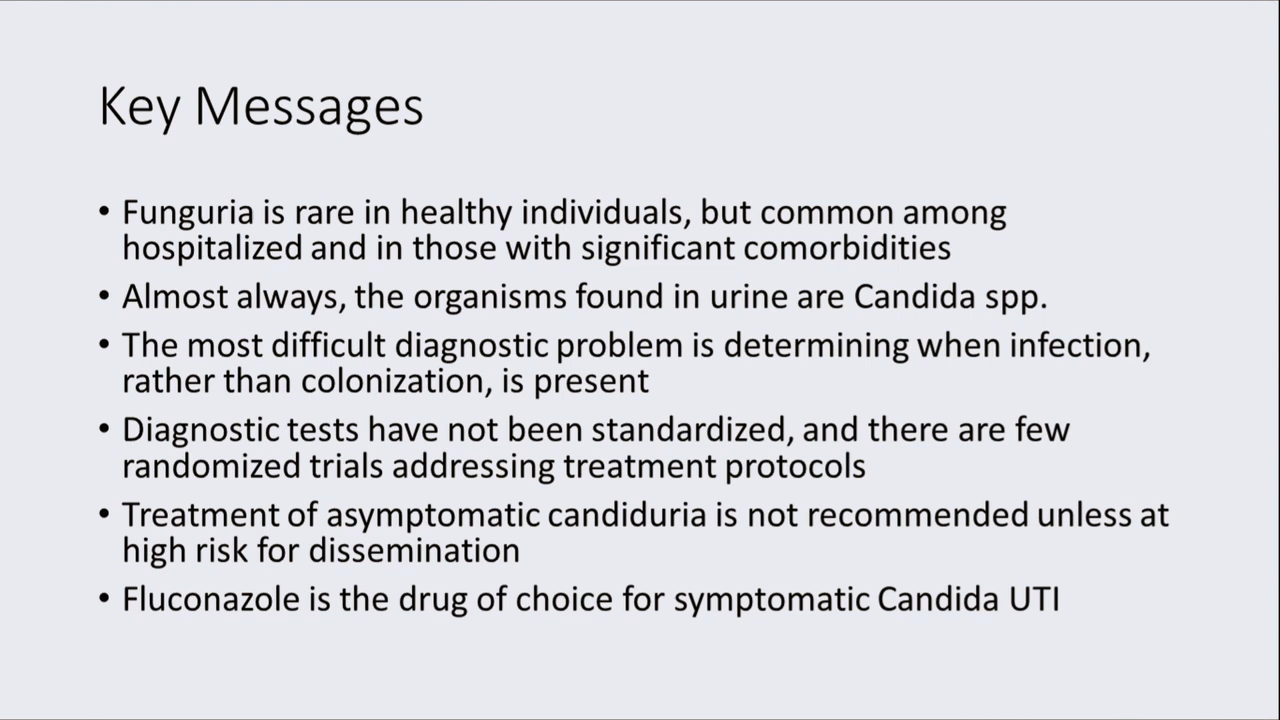 Key Messages
• Funguria is rare in healthy individuals, but common among
hospitalized and in those with significant comorbidities
• Almost always, the organisms found in urine are Candida spp.
• The most difficult diagnostic problem is determining when infection,
rather than colonization, is present
• Diagnostic tests have not been standardized, and there are few
randomized trials addressing treatment protocols
• Treatment of asymptomatic candiduria is not recommended unless at
high risk for dissemination
• Fluconazole is the drug of choice for symptomatic Candida UTI